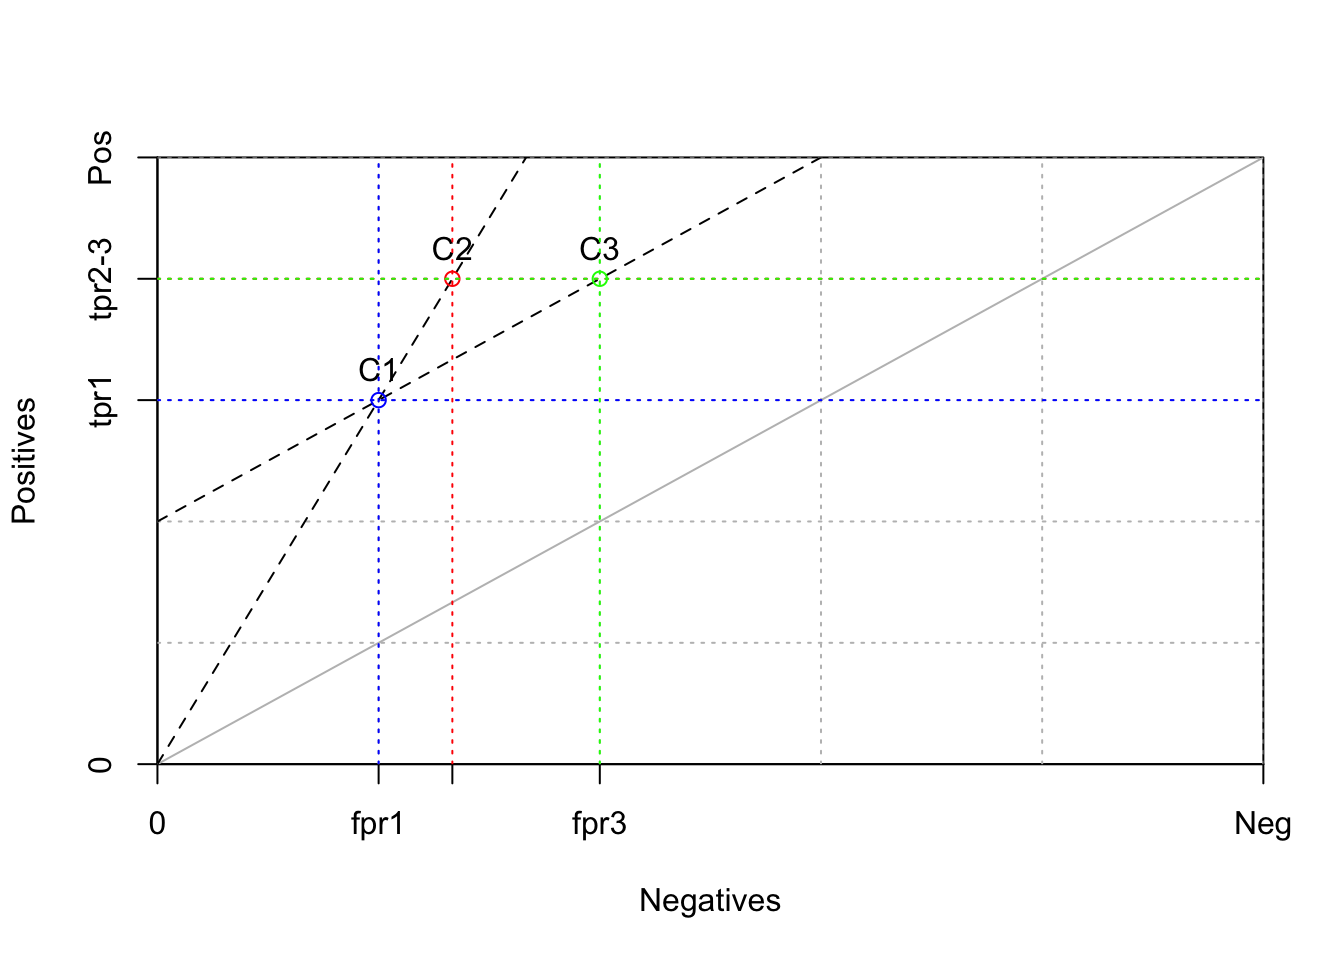 Pos
tpr2-3
tpr1
0
Positives
C2
C3
C1
0
fpr1
fpr3
Neg
Negatives